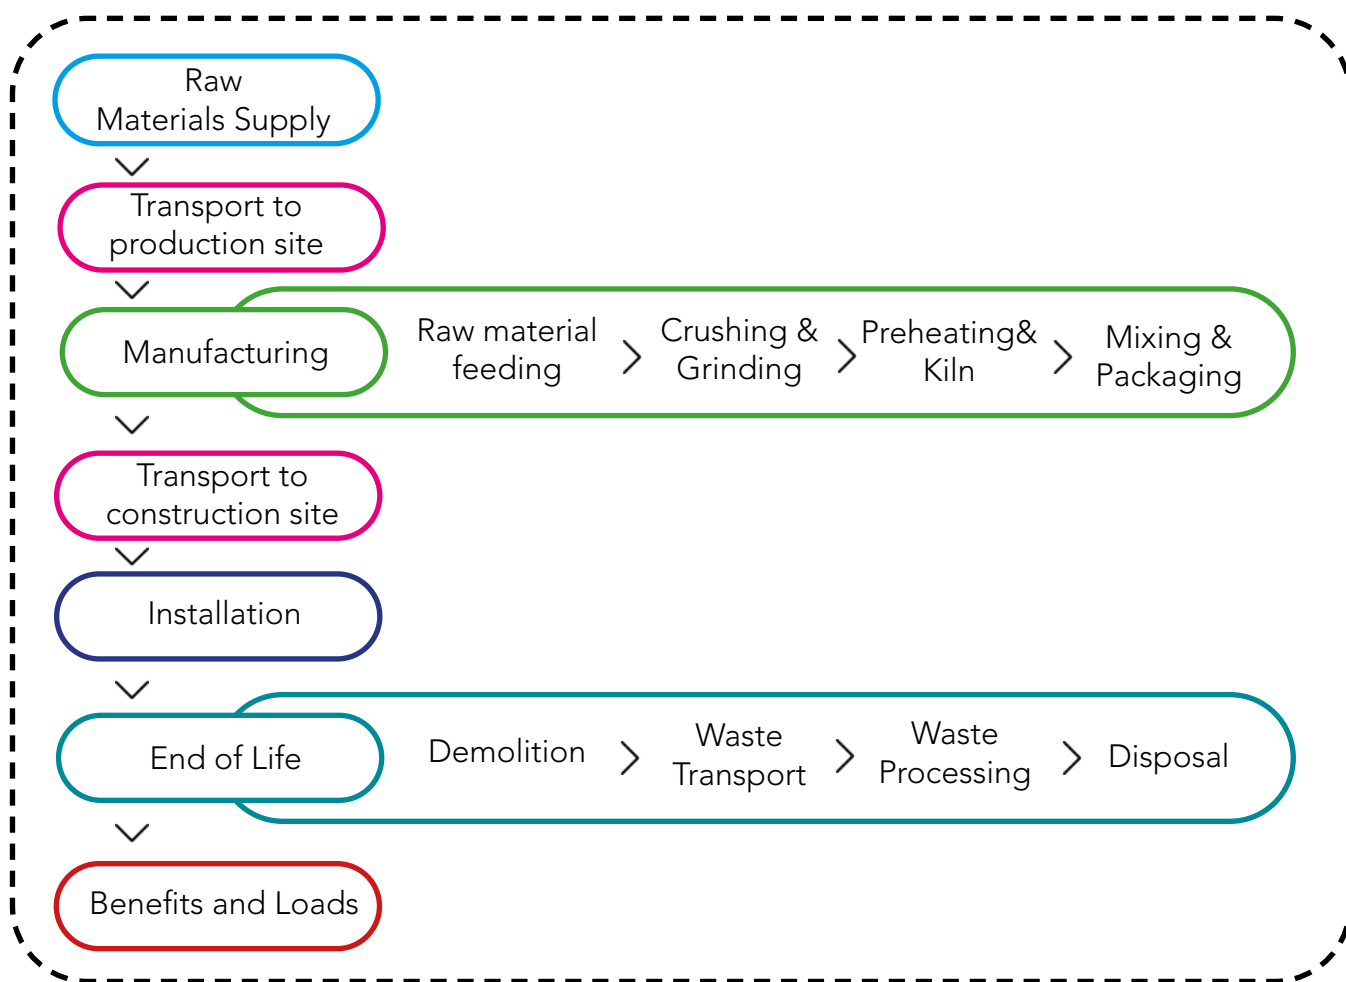 Raw
Materials Supply
Transport to
production site
Manufacturing
Raw material
feeding
Crushing &
Grinding
Preheating&
Kiln
Mixing &
Packaging
Transport to
construction site
Installation
End of Life
Demolition
Waste
Transport
Waste
Processing
Disposal
Benefits and Loads